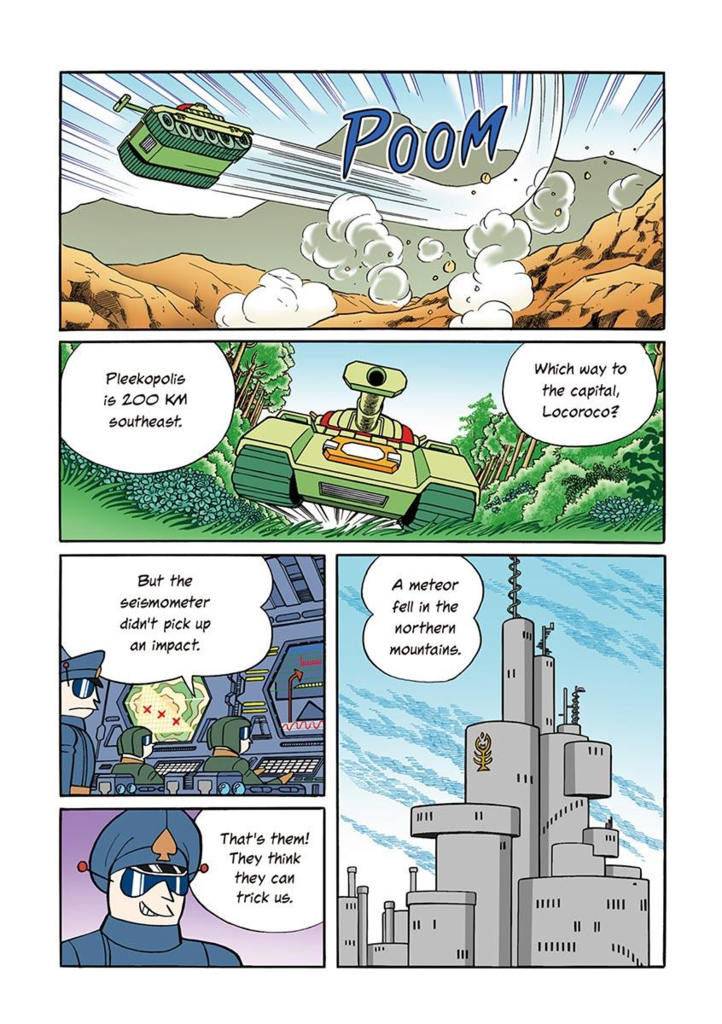 POOM
Which way to
the capital,
Locoroco?
Pleekopolis
is 200 KM
southeast.
A meteor
fell in the
northern
mountains.
But the
seismometer
didn't pick up
an impact.
That's them!
They think
they can
trick us.